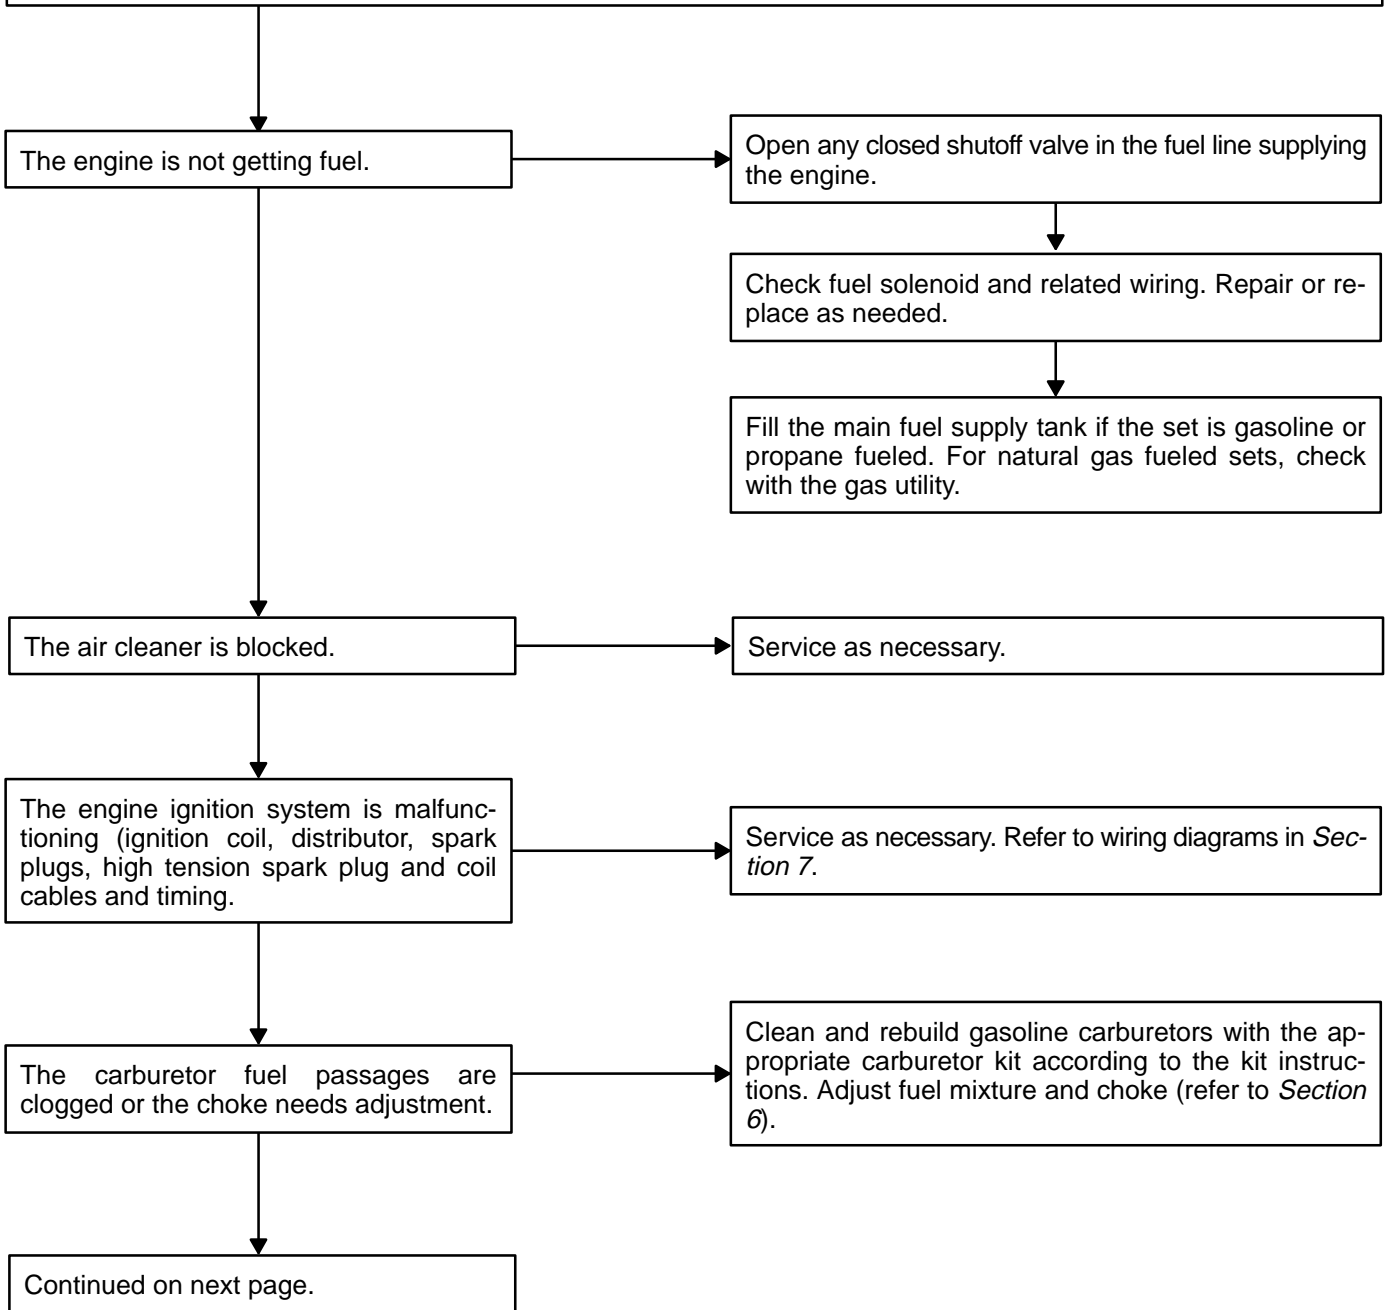 The engine is not getting fuel.
Open any closed shutoff valve in the fuel line supplying
the engine.
Check fuel solenoid and related wiring. Repair or re-
place as needed.
Fill the main fuel supply tank if the set is gasoline or
propane fueled. For natural gas fueled sets, check
with the gas utility.
The air cleaner is blocked.
Service as necessary.
The engine ignition system is malfunc-
tioning (ignition coil, distributor, spark
plugs, high tension spark plug and coil
cables and timing.
Service as necessary. Refer to wiring diagrams in Sec-
tion 7.
The carburetor fuel passages are
clogged or the choke needs adjustment.
Clean and rebuild gasoline carburetors with the ap-
propriate carburetor kit according to the kit instruc-
tions. Adjust fuel mixture and choke (refer to Section
6).
Continued on next page.